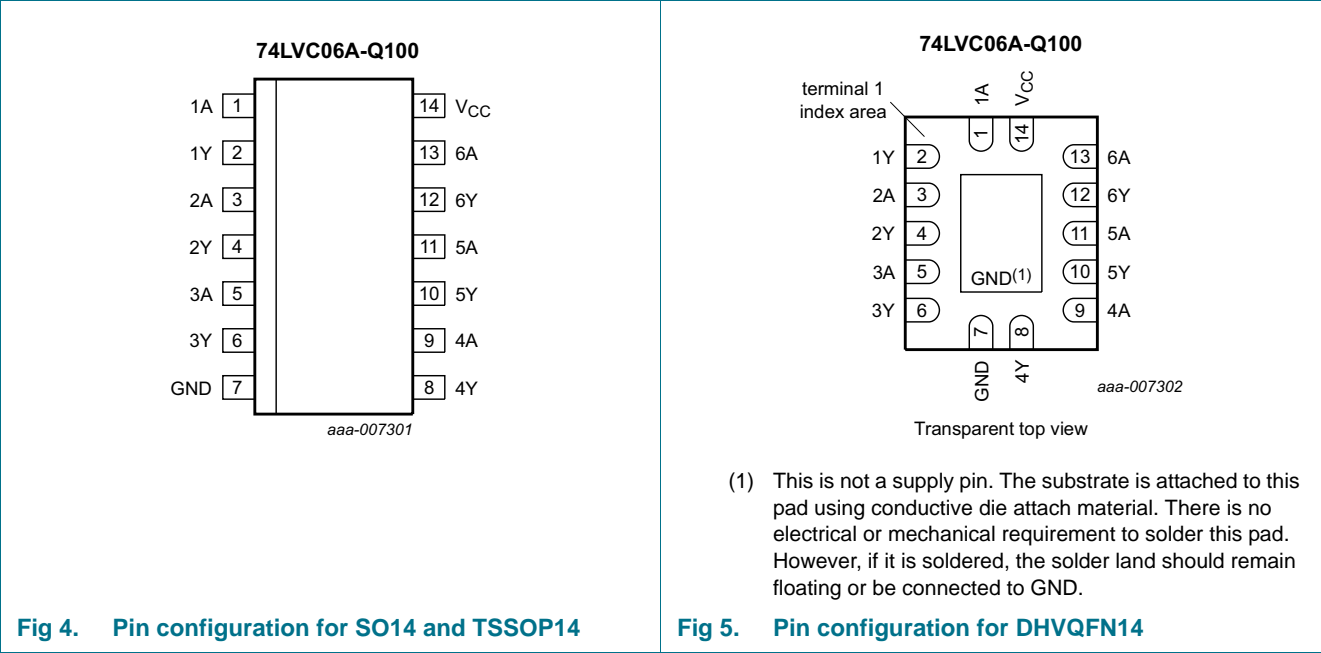 74LVC06A-Q100
1A 1
1Y 2
2A 3
2Y 4
3A 5
3Y 6
GND 7
14 VCC
13 6A
12 6Y
11 5A
10 5Y
9 4A
8 4Y
aaa-007301
Fig 4. Pin configuration for SO14 and TSSOP14
74LVC06A-Q100
terminal 1
index area
1A
VCC
1
14
1Y 2
2A 3
2Y 4
3A 5
3Y 6
13 6A
12 6Y
11 5A
10 5Y
9 4A
GND(1)
7
8
GND
4Y
aaa-007302
Transparent top view
(1) This is not a supply pin. The substrate is attached to this
pad using conductive die attach material. There is no
electrical or mechanical requirement to solder this pad.
However, if it is soldered, the solder land should remain
floating or be connected to GND.
Fig 5. Pin configuration for DHVQFN14